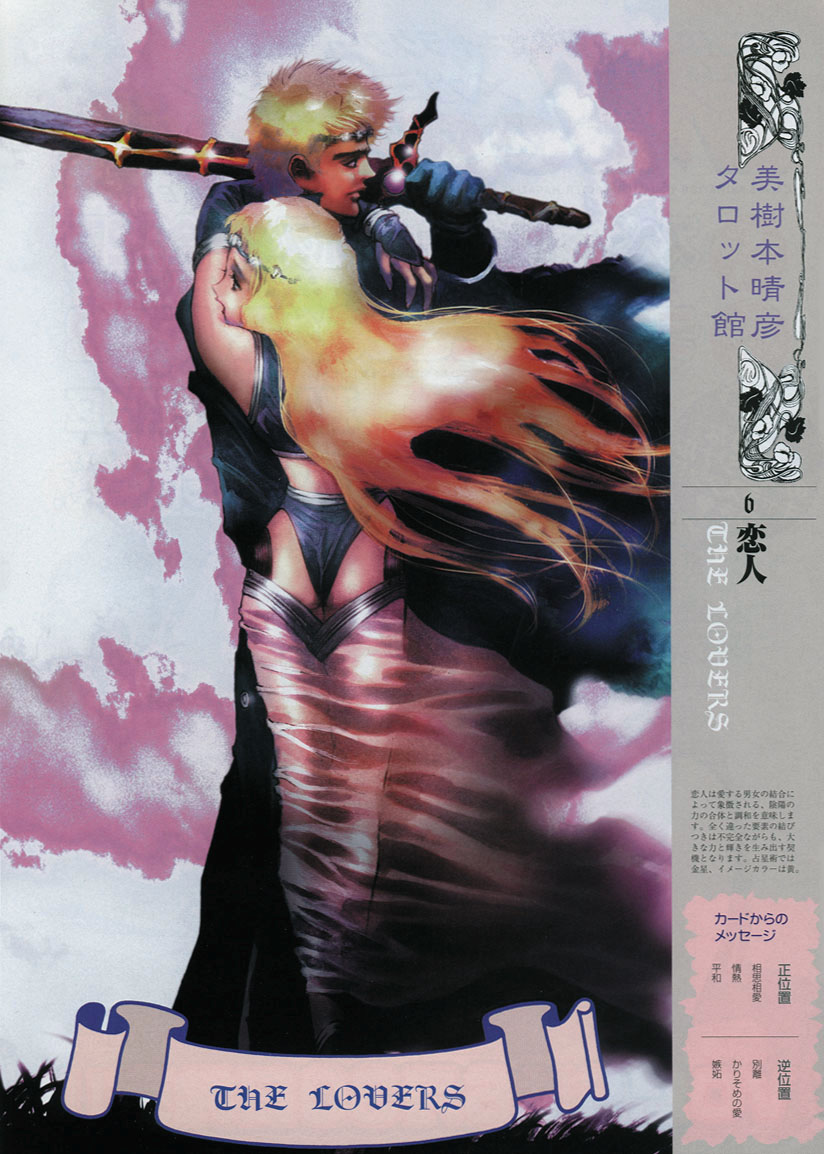 美樹本晴彦
タロット館
6
恋人
THE LOVERS
恋人は愛する男女の結合に
よって象徴される、陰陽の
力の合体と調和を意味しま
す。全く違った要素の結び
つきは不完全ながらも、大
きな力と輝きを生み出す契
機となります。占星術では
金星、イメージカラーは黄。
カードからの
メッセージ
正位置
相思相愛
情熱
平和
逆位置
別離
かりそめの愛
嫉妬
THE LOVERS